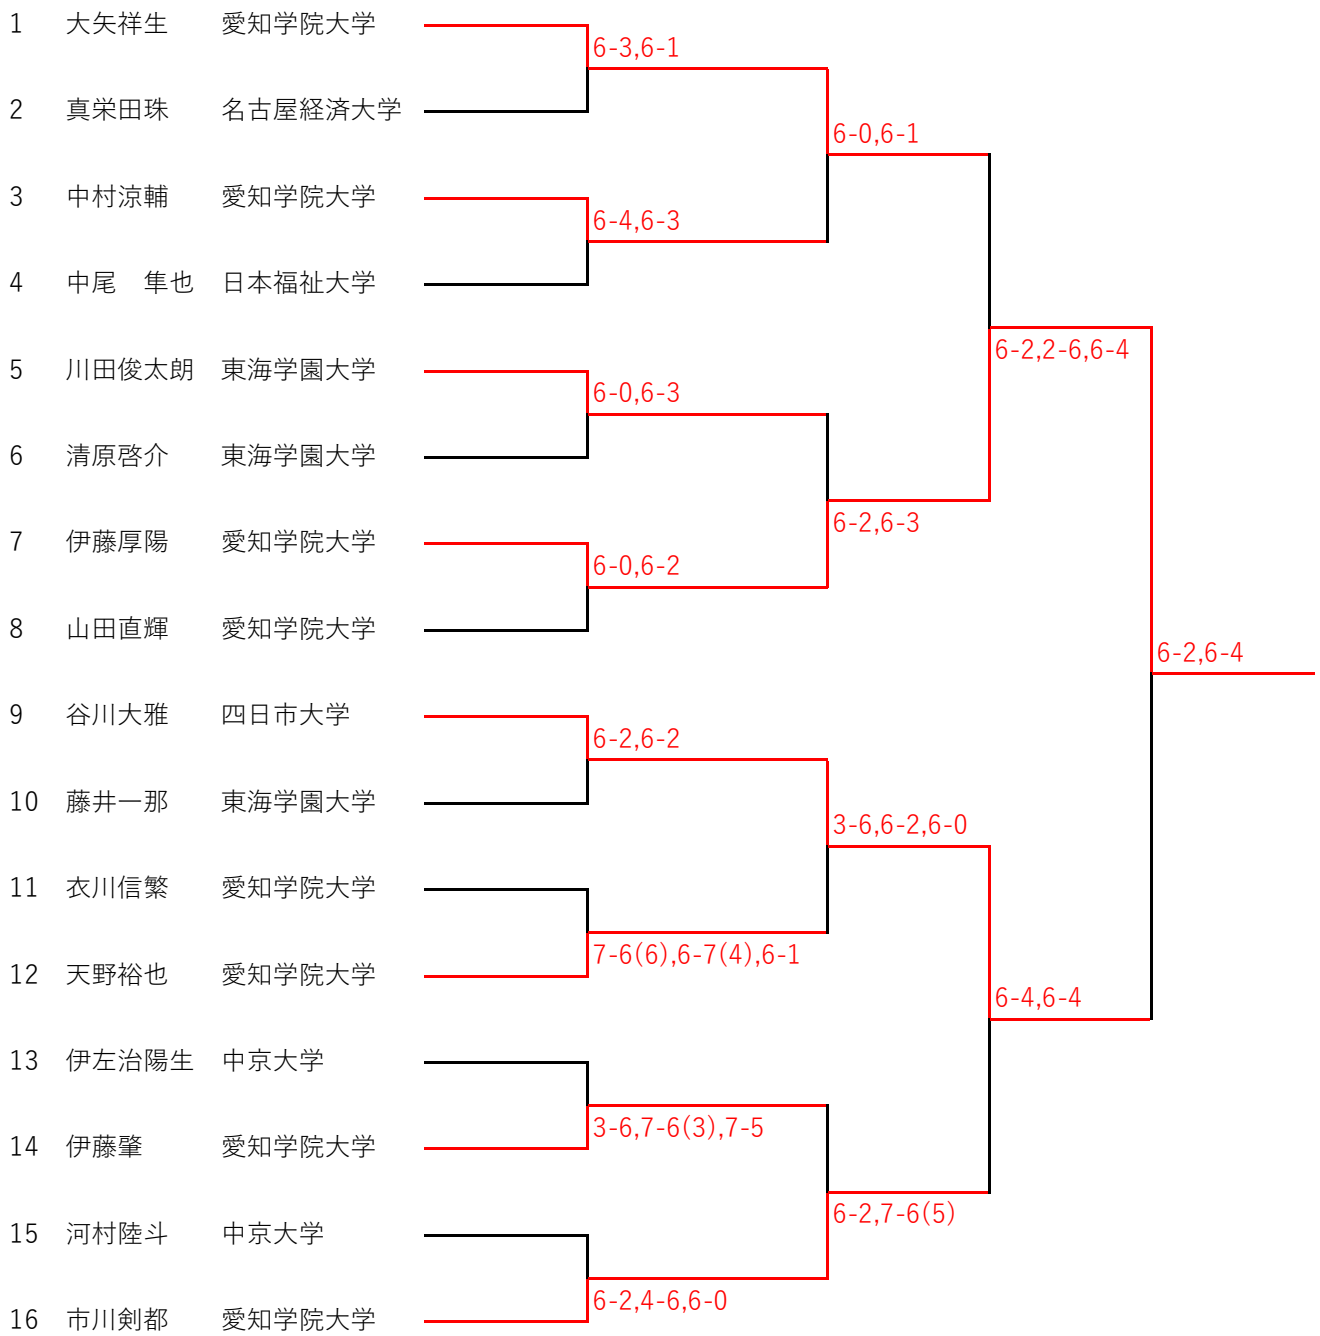 1 大矢祥生 愛知学院大学
6-3,6-1
2 真栄田珠 名古屋経済大学
6-0,6-1
3 中村涼輔 愛知学院大学
6-4,6-3
4 中尾　隼也 日本福祉大学
6-2,2-6,6-4
5 川田俊太朗 東海学園大学
6-0,6-3
6 清原啓介 東海学園大学
6-2,6-3
7 伊藤厚陽 愛知学院大学
6-0,6-2
8 山田直輝 愛知学院大学
6-2,6-4
9 谷川大雅 四日市大学
6-2,6-2
10 藤井一那 東海学園大学
3-6,6-2,6-0
11 衣川信繁 愛知学院大学
7-6(6),6-7(4),6-1
12 天野裕也 愛知学院大学
6-4,6-4
13 伊左治陽生 中京大学
3-6,7-6(3),7-5
14 伊藤肇 愛知学院大学
6-2,7-6(5)
15 河村陸斗 中京大学
6-2,4-6,6-0
16 市川剣都 愛知学院大学